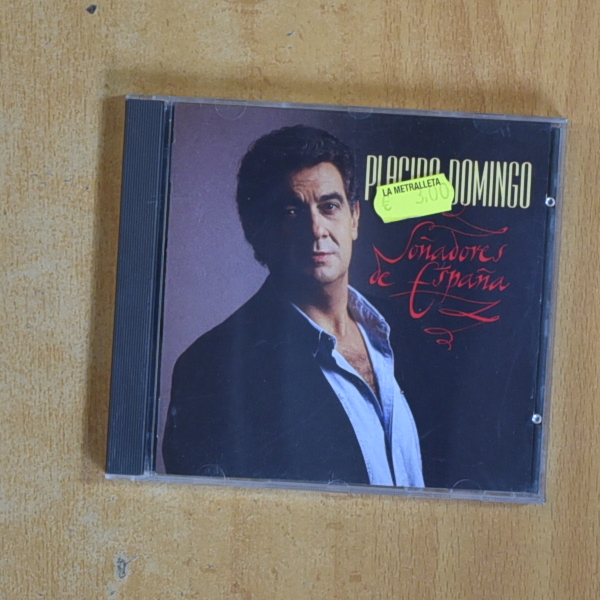 PLACIDO DOMINGO
LA METRALLETA
€ 3,00
Soñadores
de España